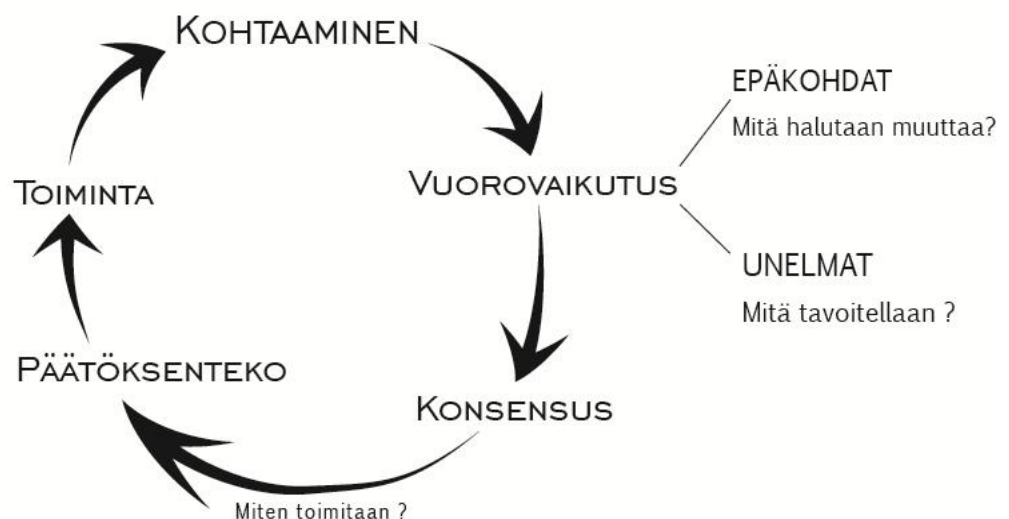 KOHTAAMINEN
EPÄKOHDAT
Mitä halutaan muuttaa?
VUOROVAIKUTUS
TOIMINTA
UNELMAT
Mitä tavoitellaan ?
PÄÄTÖKSENTEKO
KONSENSUS
Miten toimitaan ?